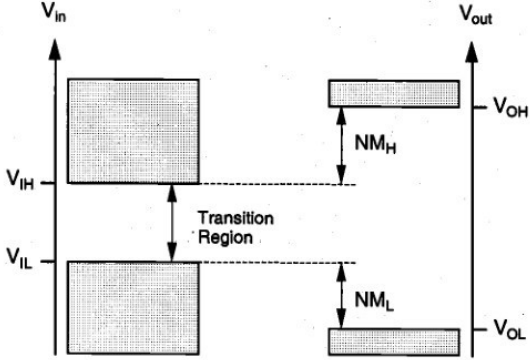 V_in
V_out
V_OH
NM_H
V_IH
Transition
Region
V_IL
NM_L
V_OL